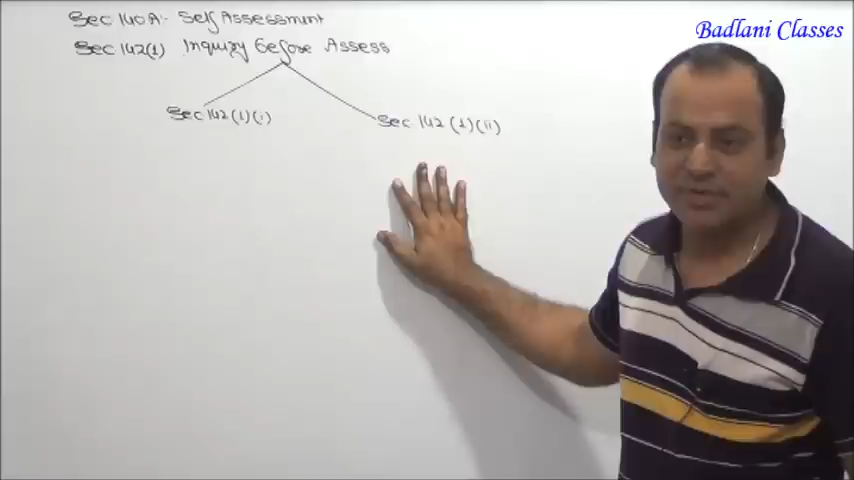 Badlani Classes
Sec 140A:- Self Assessment
Sec 142(1) Inquiry Before Assess
Sec 142(1)(i)
Sec 142(1)(ii)